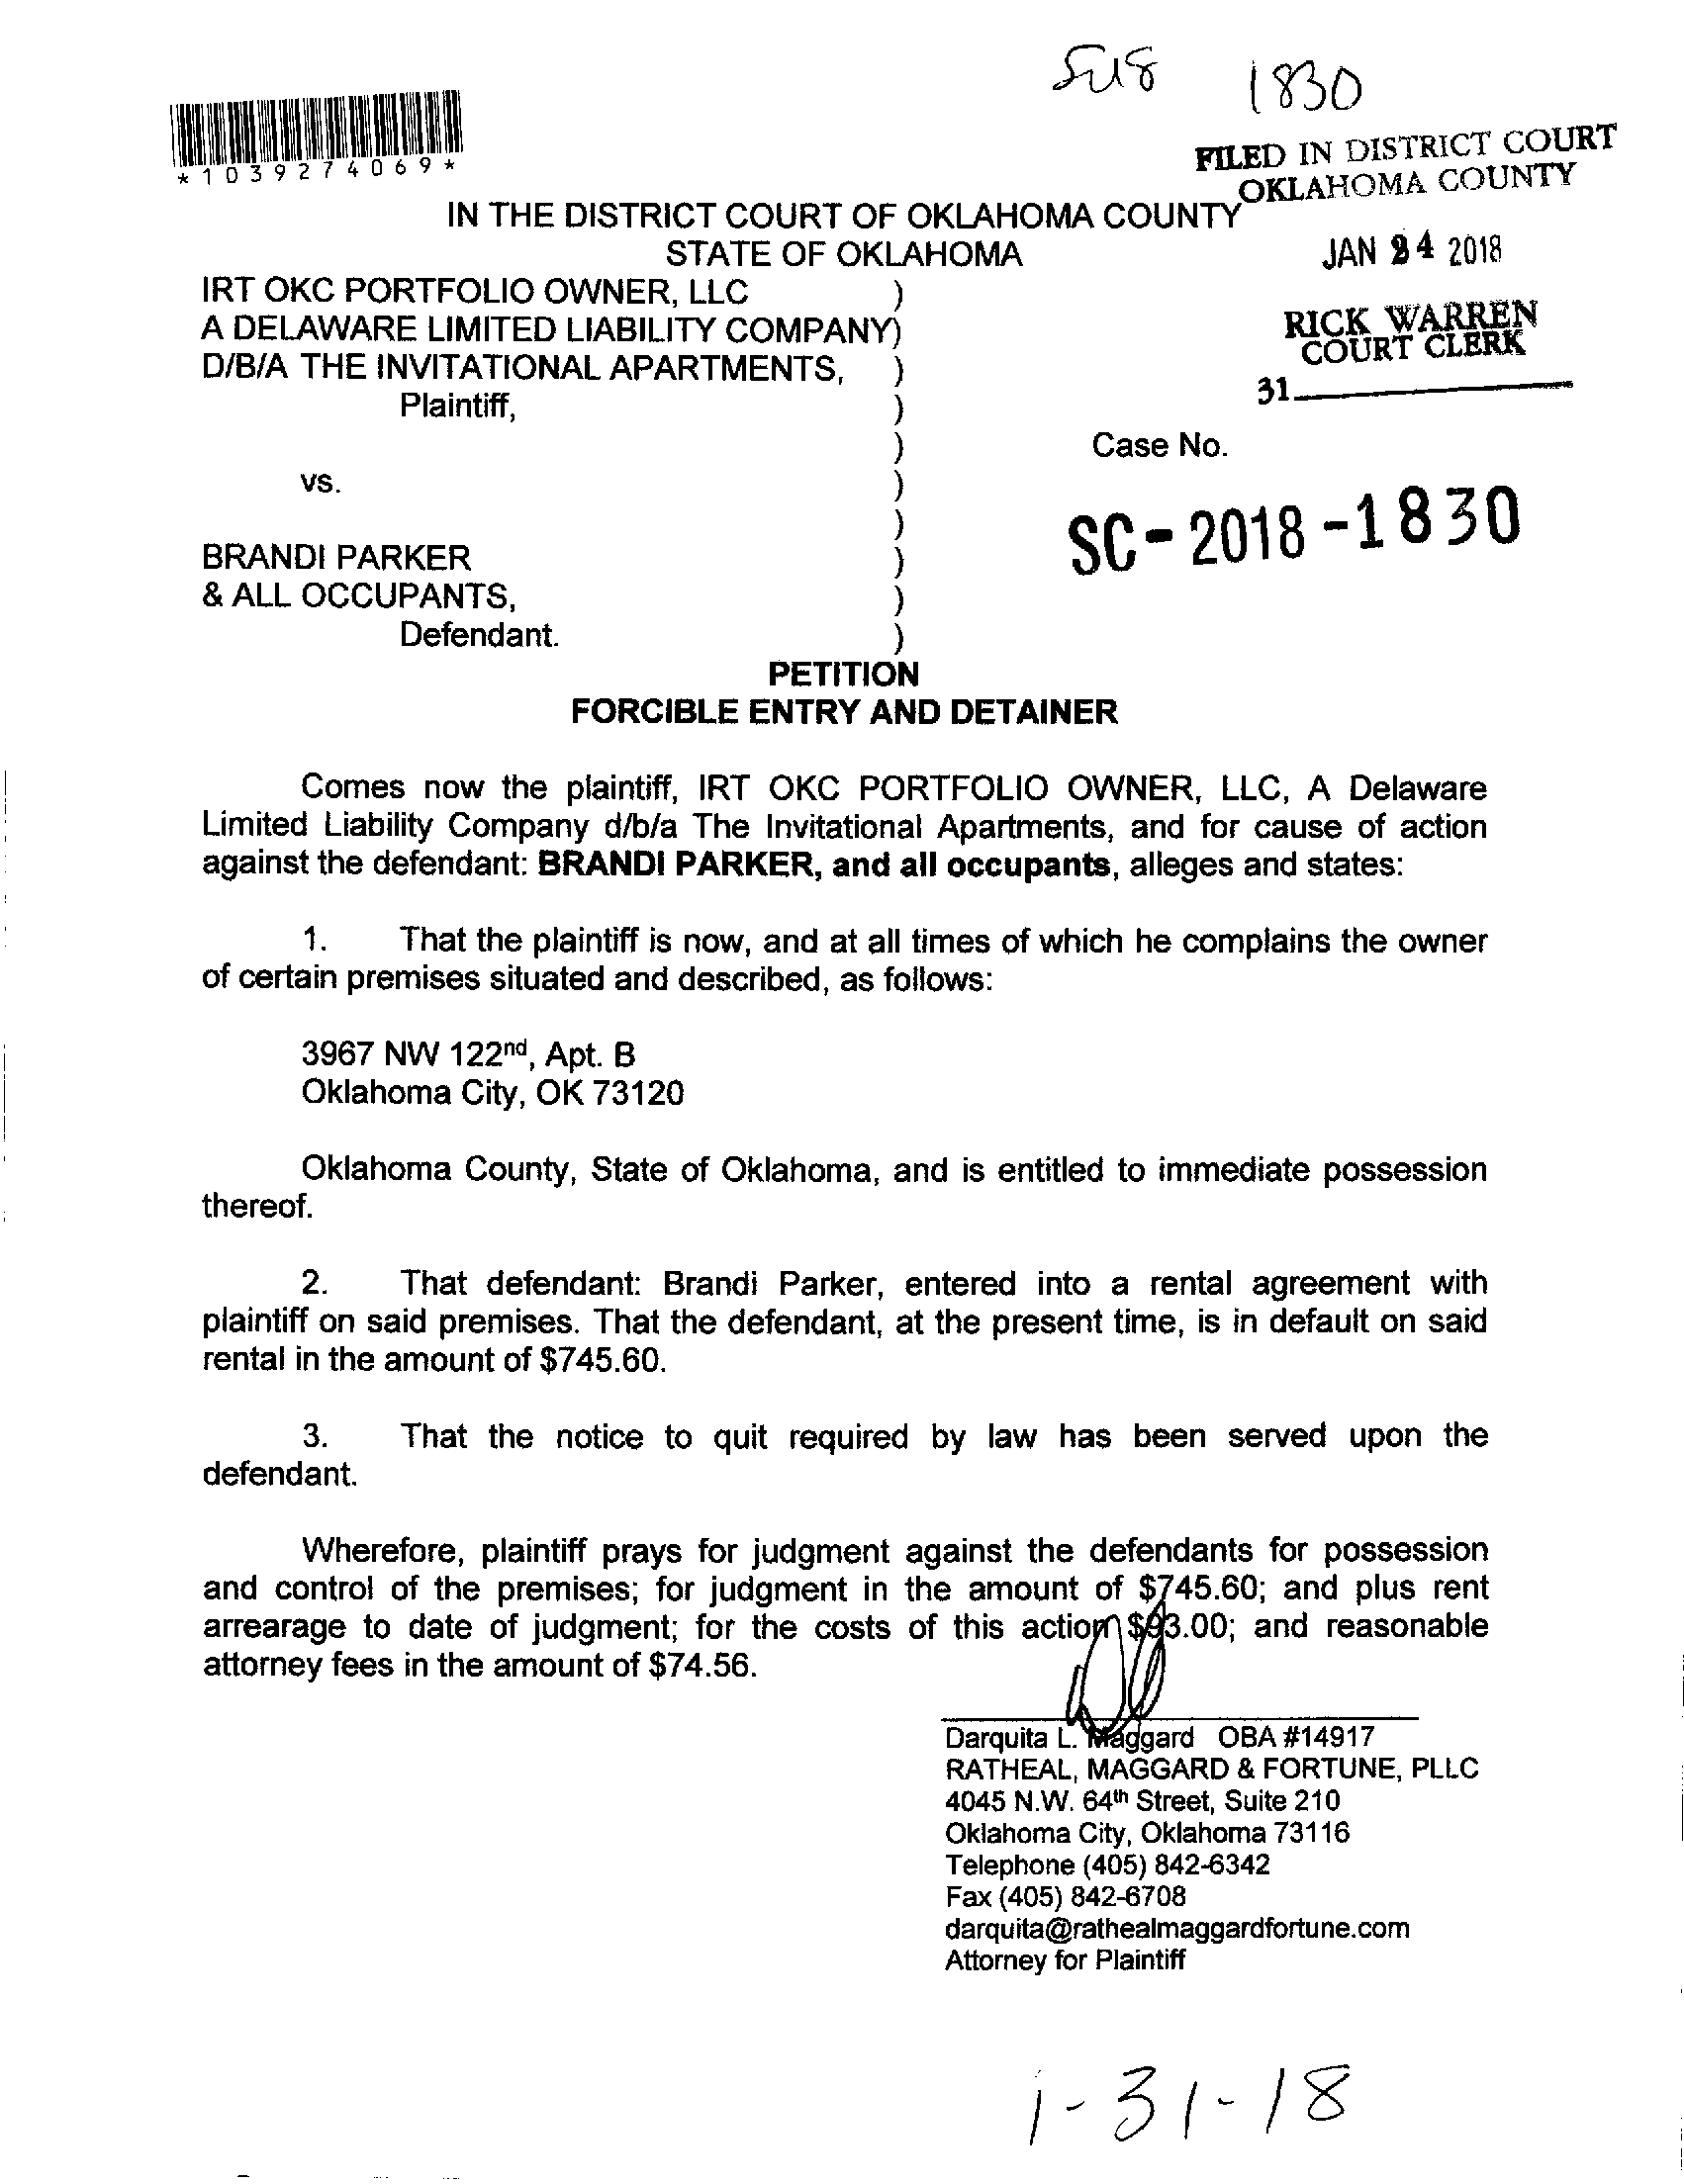 1830
*1039274069*
FILED IN DISTRICT COURT
OKLAHOMA COUNTY
IN THE DISTRICT COURT OF OKLAHOMA COUNTY
STATE OF OKLAHOMA
JAN 24 2018
IRT OKC PORTFOLIO OWNER, LLC )
A DELAWARE LIMITED LIABILITY COMPANY)
D/B/A THE INVITATIONAL APARTMENTS, )
Plaintiff, )
RICK WARREN
COURT CLERK
31
)
Case No.
vs. )
)
SC-2018-1830
BRANDI PARKER )
& ALL OCCUPANTS, )
Defendant. )
PETITION
FORCIBLE ENTRY AND DETAINER
Comes now the plaintiff, IRT OKC PORTFOLIO OWNER, LLC, A Delaware
Limited Liability Company d/b/a The Invitational Apartments, and for cause of action
against the defendant: BRANDI PARKER, and all occupants, alleges and states:
1. That the plaintiff is now, and at all times of which he complains the owner
of certain premises situated and described, as follows:
3967 NW 122nd, Apt. B
Oklahoma City, OK 73120
Oklahoma County, State of Oklahoma, and is entitled to immediate possession
thereof.
2. That defendant: Brandi Parker, entered into a rental agreement with
plaintiff on said premises. That the defendant, at the present time, is in default on said
rental in the amount of $745.60.
3. That the notice to quit required by law has been served upon the
defendant.
Wherefore, plaintiff prays for judgment against the defendants for possession
and control of the premises; for judgment in the amount of $745.60; and plus rent
arrearage to date of judgment; for the costs of this action $93.00; and reasonable
attorney fees in the amount of $74.56.
Darquita L. Maggard OBA #14917
RATHEAL, MAGGARD & FORTUNE, PLLC
4045 N.W. 64th Street, Suite 210
Oklahoma City, Oklahoma 73116
Telephone (405) 842-6342
Fax (405) 842-6708
darquita@rathealmaggardfortune.com
Attorney for Plaintiff
1-31-18